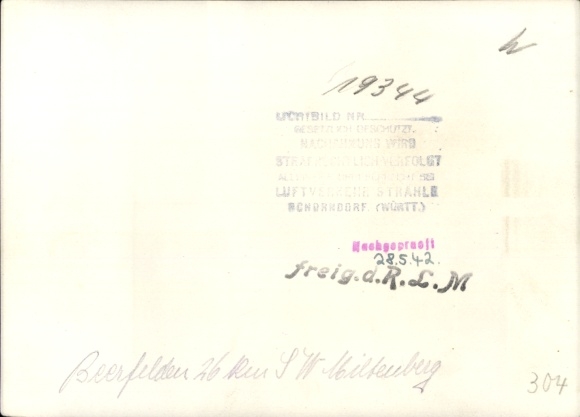 h
19344
LICHTBILD NR.
GESETZLICH GESCHÜTZT.
NACHAHMUNG WIRD
STRAFRECHTLICH VERFOLGT
LUFTVERKEHR STRÄHLE
SCHORNDORF. (WÜRTT.)
Nachgeprüft
28.5.42.
freig.d.R.L.M
Beerfelden 26 km SW Miltenberg
304